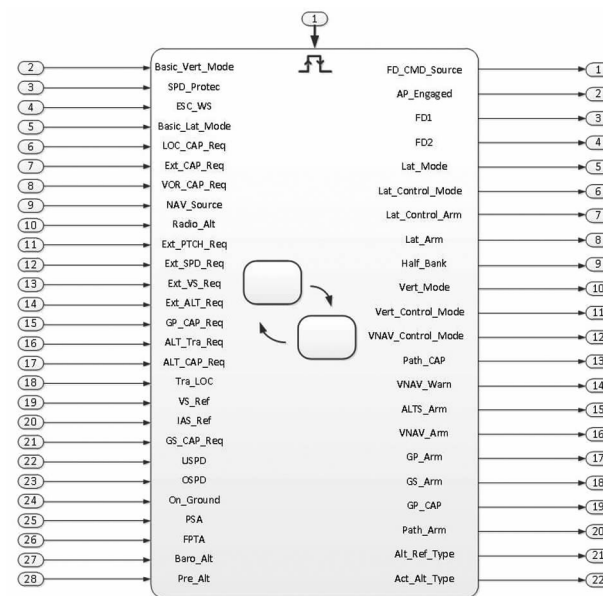 1
2 Basic_Vert_Mode
3 SPD_Protec
4 ESC_WS
5 Basic_Lat_Mode
6 LOC_CAP_Req
7 Ext_CAP_Req
8 VOR_CAP_Req
9 NAV_Source
10 Radio_Alt
11 Ext_PTCH_Req
12 Ext_SPD_Req
13 Ext_VS_Req
14 Ext_ALT_Req
15 GP_CAP_Req
16 ALT_Tra_Req
17 ALT_CAP_Req
18 Tra_LOC
19 VS_Ref
20 IAS_Ref
21 GS_CAP_Req
22 USPD
23 OSPD
24 On_Ground
25 PSA
26 FPTA
27 Baro_Alt
28 Pre_Alt
FD_CMD_Source 1
AP_Engaged 2
FD1 3
FD2 4
Lat_Mode 5
Lat_Control_Mode 6
Lat_Control_Arm 7
Lat_Arm 8
Half_Bank 9
Vert_Mode 10
Vert_Control_Mode 11
VNAV_Control_Mode 12
Path_CAP 13
VNAV_Warn 14
ALTS_Arm 15
VNAV_Arm 16
GP_Arm 17
GS_Arm 18
GP_CAP 19
Path_Arm 20
Alt_Ref_Type 21
Act_Alt_Type 22